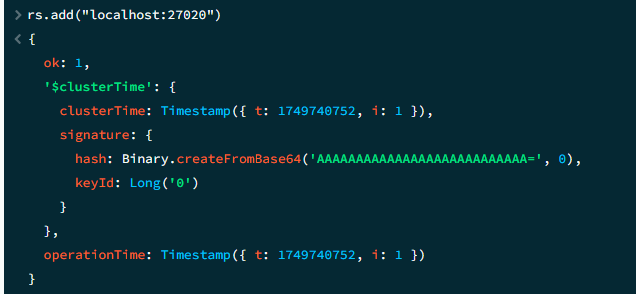 > rs.add("localhost:27020")
< {
ok: 1,
'$clusterTime': {
clusterTime: Timestamp({ t: 1749740752, i: 1 }),
signature: {
hash: Binary.createFromBase64('AAAAAAAAAAAAAAAAAAAAAAAAAAA=', 0),
keyId: Long('0')
}
},
operationTime: Timestamp({ t: 1749740752, i: 1 })
}